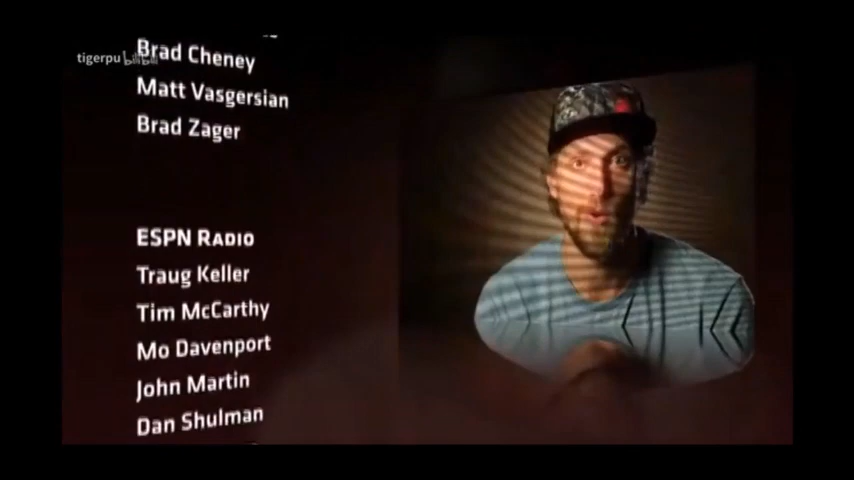 tigerpu bilibili
Brad Cheney
Matt Vasgersian
Brad Zager
ESPN RADIO
Traug Keller
Tim McCarthy
Mo Davenport
John Martin
Dan Shulman